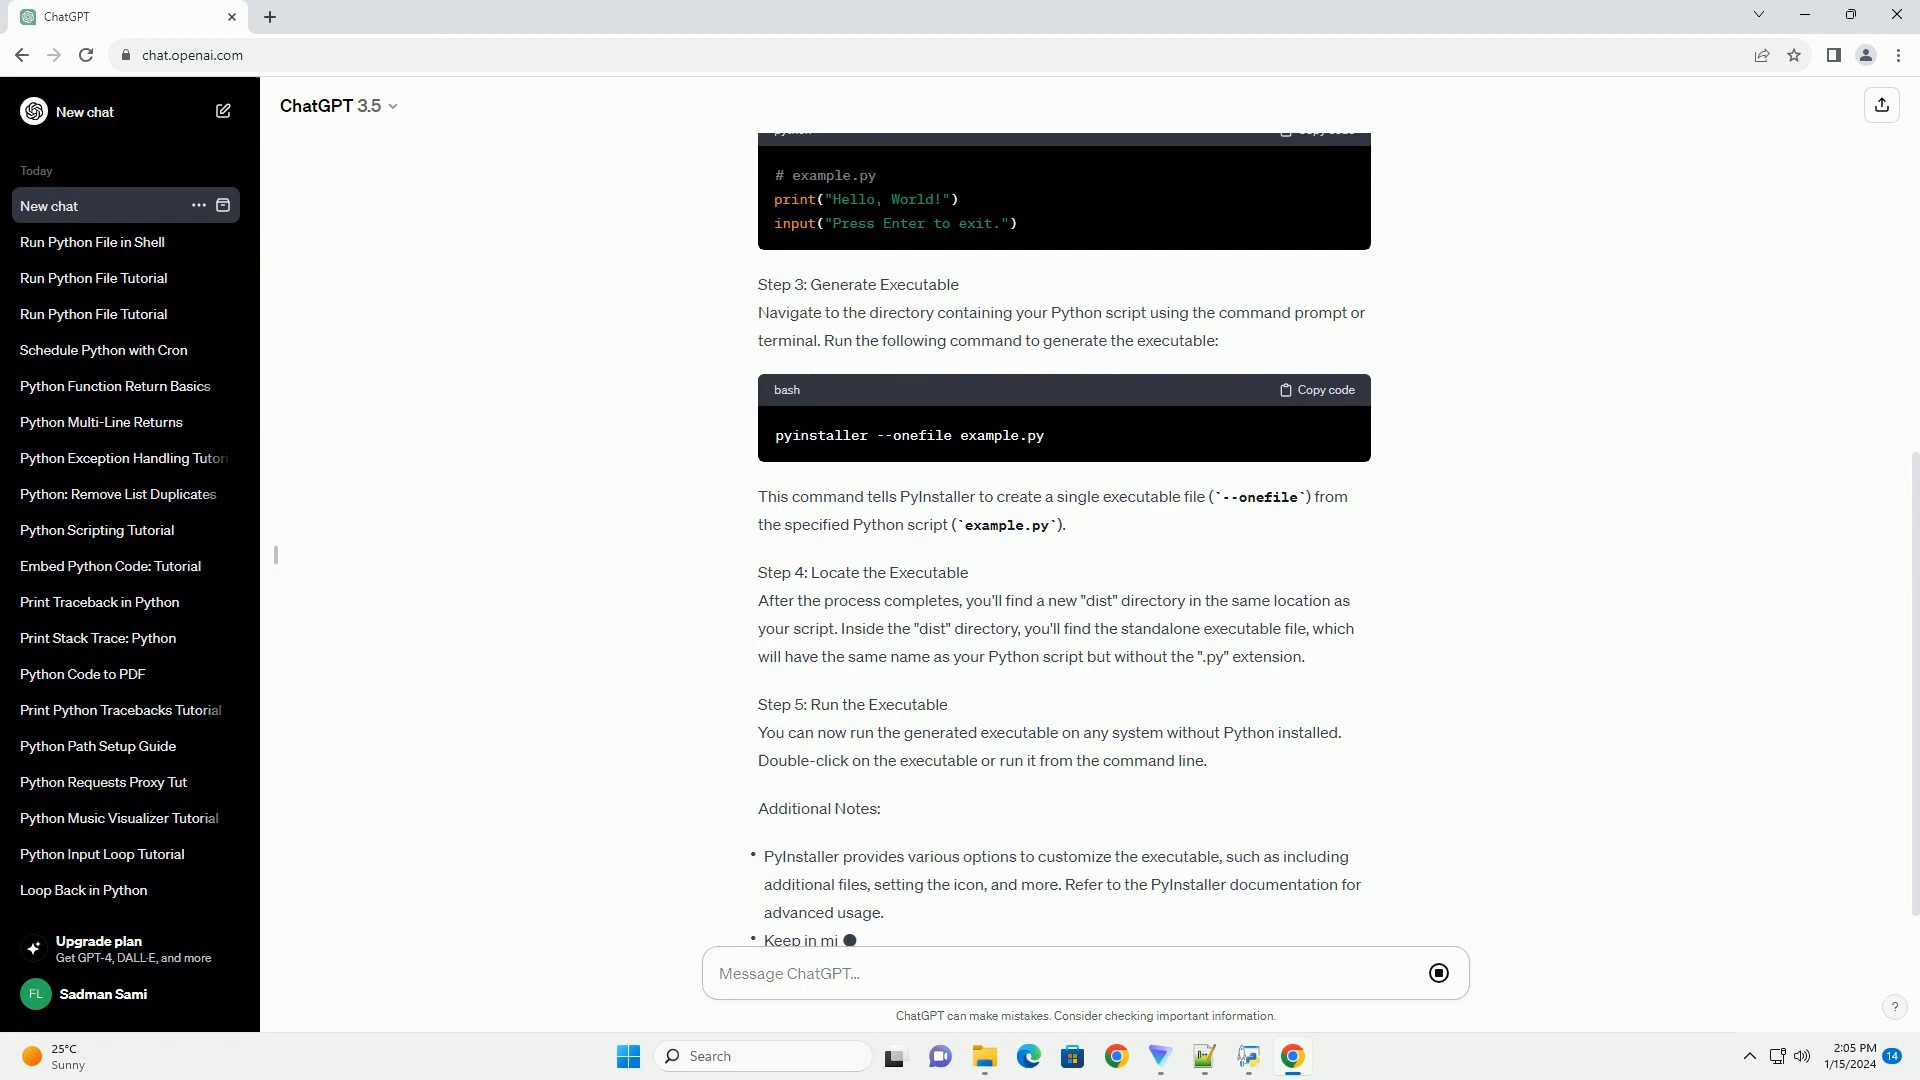 ChatGPT
chat.openai.com
New chat
ChatGPT 3.5
Today
New chat
Run Python File in Shell
Run Python File Tutorial
Run Python File Tutorial
Schedule Python with Cron
Python Function Return Basics
Python Multi-Line Returns
Python Exception Handling Tutori
Python: Remove List Duplicates
Python Scripting Tutorial
Embed Python Code: Tutorial
Print Traceback in Python
Print Stack Trace: Python
Python Code to PDF
Print Python Tracebacks Tutorial
Python Path Setup Guide
Python Requests Proxy Tut
Python Music Visualizer Tutorial
Python Input Loop Tutorial
Loop Back in Python
Upgrade plan
Get GPT-4, DALL·E, and more
FL Sadman Sami
python Copy code
# example.py
print("Hello, World!")
input("Press Enter to exit.")
Step 3: Generate Executable
Navigate to the directory containing your Python script using the command prompt or
terminal. Run the following command to generate the executable:
bash Copy code
pyinstaller --onefile example.py
This command tells PyInstaller to create a single executable file (`--onefile`) from
the specified Python script (`example.py`).
Step 4: Locate the Executable
After the process completes, you'll find a new "dist" directory in the same location as
your script. Inside the "dist" directory, you'll find the standalone executable file, which
will have the same name as your Python script but without the ".py" extension.
Step 5: Run the Executable
You can now run the generated executable on any system without Python installed.
Double-click on the executable or run it from the command line.
Additional Notes:
• PyInstaller provides various options to customize the executable, such as including
additional files, setting the icon, and more. Refer to the PyInstaller documentation for
advanced usage.
• Keep in mi
Message ChatGPT...
ChatGPT can make mistakes. Consider checking important information.
?
25°C
Sunny
Search
2:05 PM
1/15/2024
14